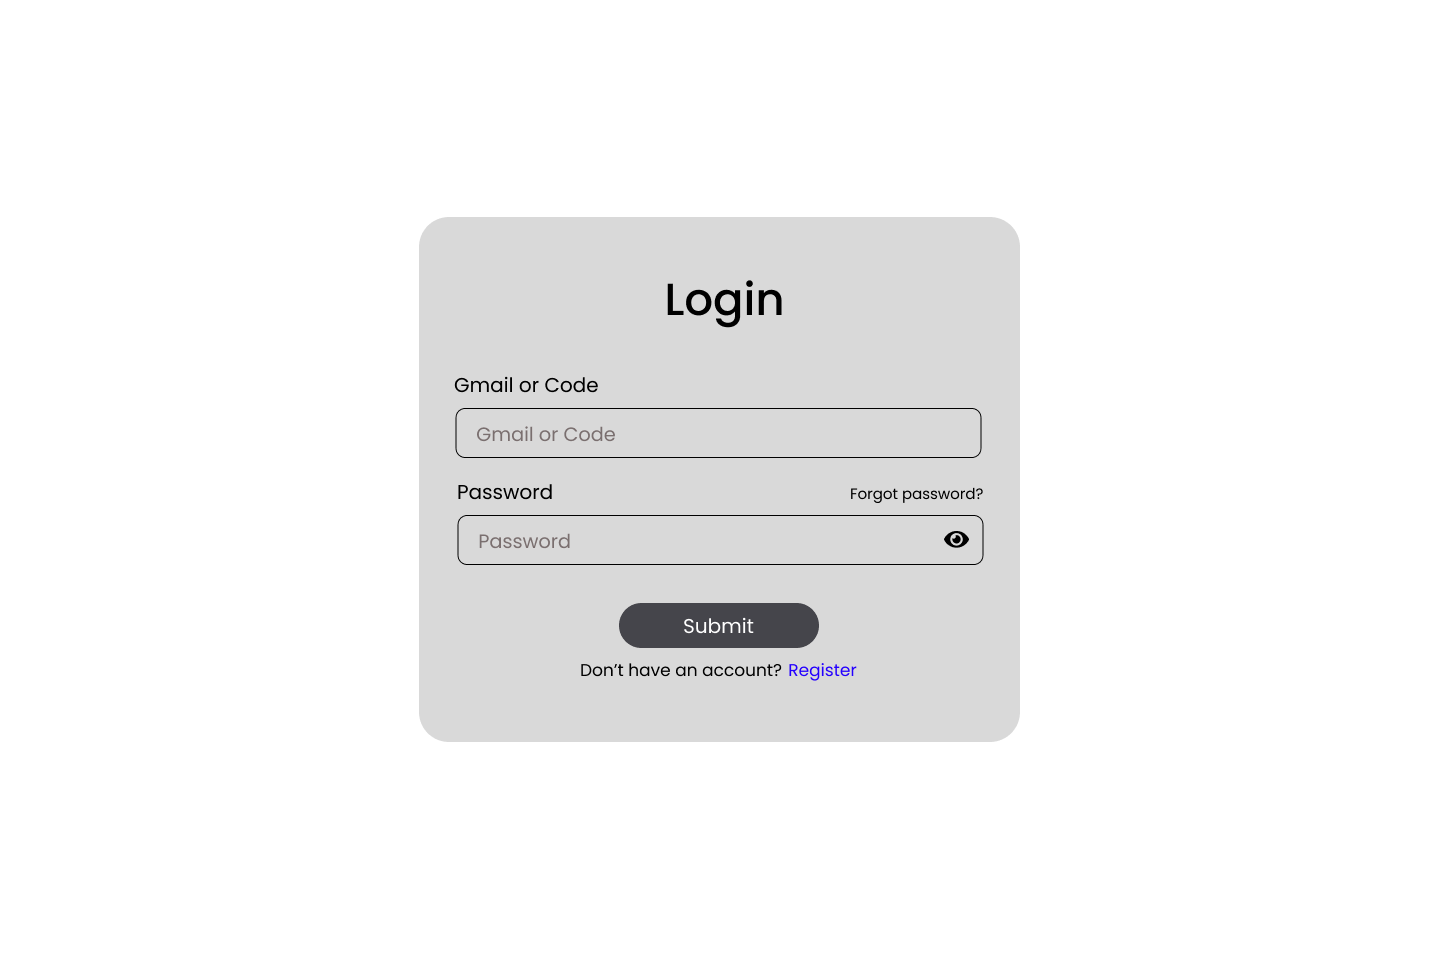 Login
Gmail or Code
Gmail or Code
Password
Forgot password?
Password
Submit
Don’t have an account? Register